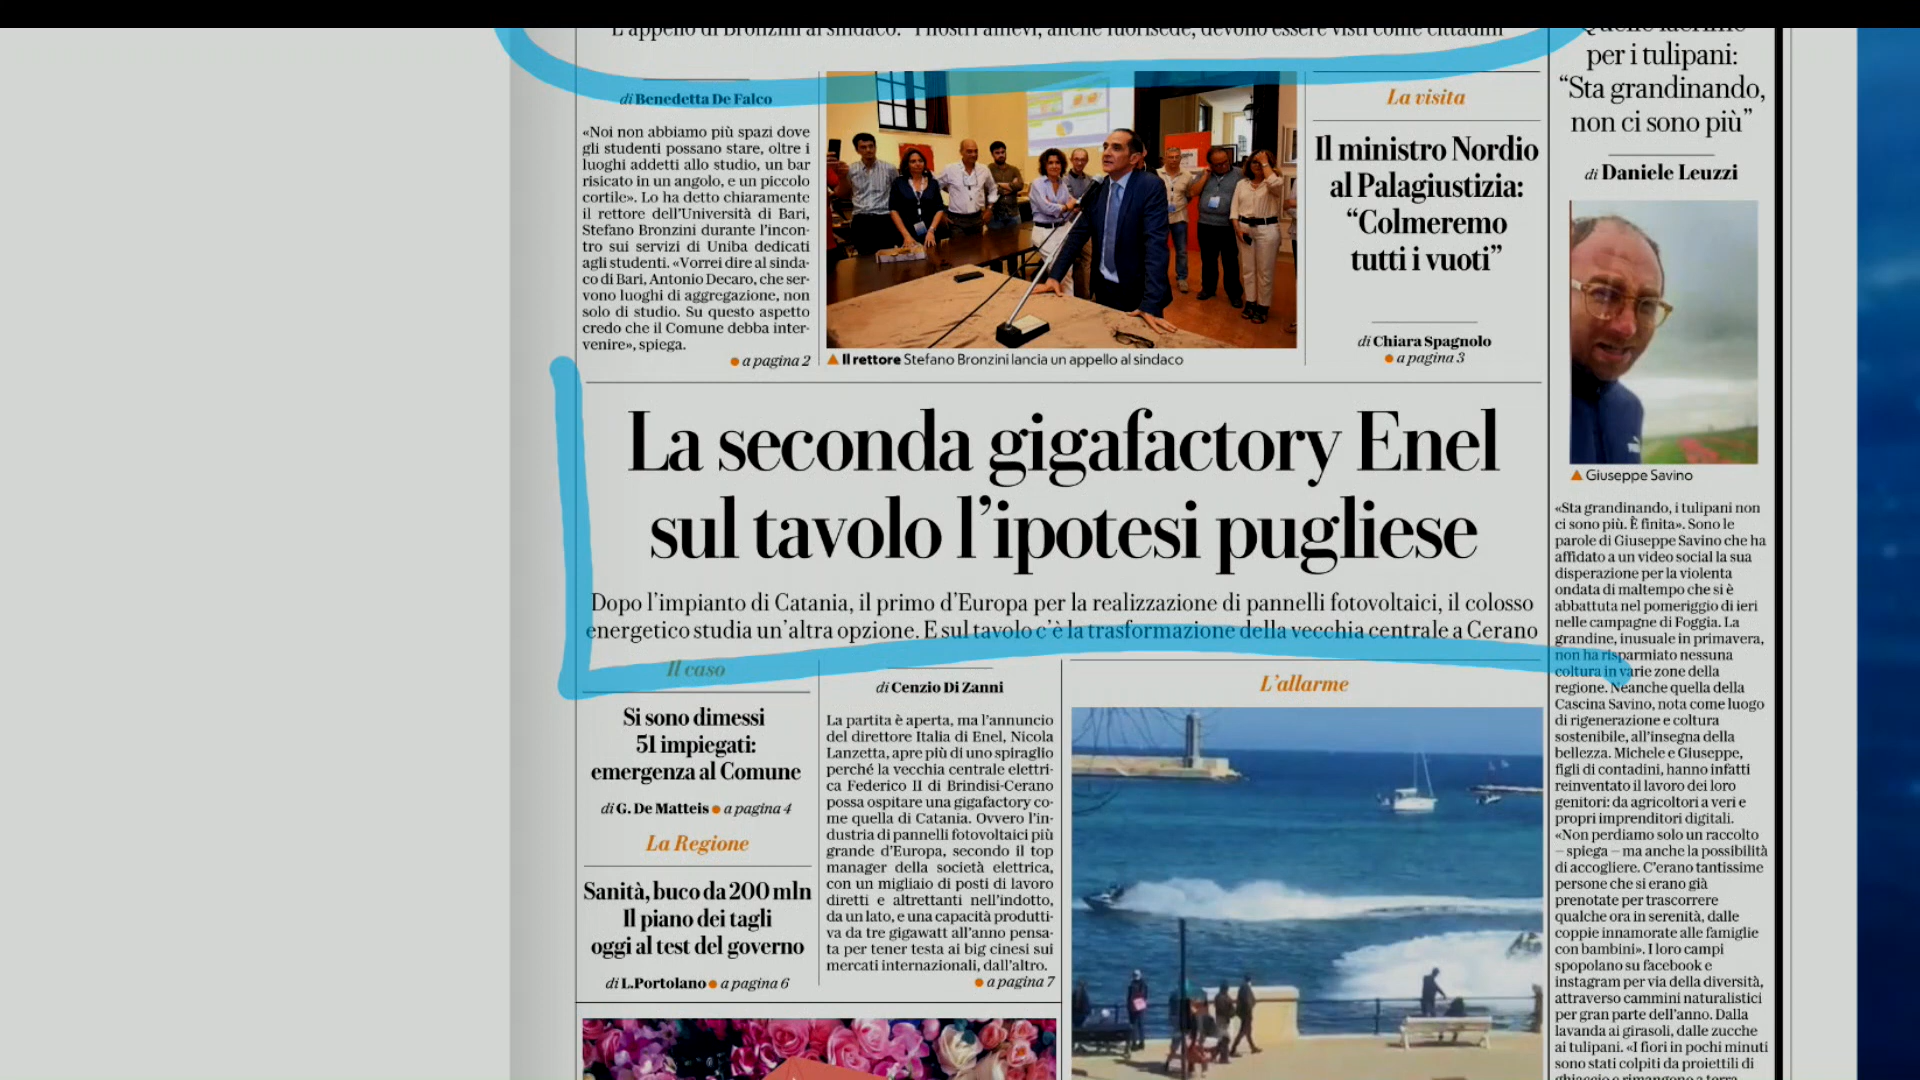 L'appello di Bronzini al sindaco: "I nostri allievi, anche fuorisede, devono essere visti come cittadini"
di Benedetta De Falco
«Noi non abbiamo più spazi dove
gli studenti possano stare, oltre i
luoghi addetti allo studio, un bar
risicato in un angolo, e un piccolo
cortile». Lo ha detto chiaramente
il rettore dell'Università di Bari,
Stefano Bronzini durante l'incon-
tro sui servizi di Uniba dedicati
agli studenti. «Vorrei dire al sinda-
co di Bari, Antonio Decaro, che ser-
vono luoghi di aggregazione, non
solo di studio. Su questo aspetto
credo che il Comune debba inter-
venire», spiega.
a pagina 2
Il rettore Stefano Bronzini lancia un appello al sindaco
La visita
Il ministro Nordio
al Palagiustizia:
"Colmeremo
tutti i vuoti"
di Chiara Spagnolo
a pagina 3
La seconda gigafactory Enel
sul tavolo l'ipotesi pugliese
Dopo l'impianto di Catania, il primo d'Europa per la realizzazione di pannelli fotovoltaici, il colosso
energetico studia un'altra opzione. E sul tavolo c'è la trasformazione della vecchia centrale a Cerano
Il caso
Si sono dimessi
51 impiegati:
emergenza al Comune
di G. De Matteis a pagina 4
La Regione
Sanità, buco da 200 mln
Il piano dei tagli
oggi al test del governo
di L.Portolano a pagina 6
di Cenzio Di Zanni
La partita è aperta, ma l'annuncio
del direttore Italia di Enel, Nicola
Lanzetta, apre più di uno spiraglio
perché la vecchia centrale elettri-
ca Federico II di Brindisi-Cerano
possa ospitare una gigafactory co-
me quella di Catania. Ovvero l'in-
dustria di pannelli fotovoltaici più
grande d'Europa, secondo il top
manager della società elettrica,
con un migliaio di posti di lavoro
diretti e altrettanti nell'indotto,
da un lato, e una capacità produtti-
va da tre gigawatt all'anno pensa-
ta per tener testa ai big cinesi sui
mercati internazionali, dall'altro.
a pagina 7
L'allarme
Quelle lacrime
per i tulipani:
"Sta grandinando,
non ci sono più"
di Daniele Leuzzi
Giuseppe Savino
«Sta grandinando, i tulipani non
ci sono più. È finita». Sono le
parole di Giuseppe Savino che ha
affidato a un video social la sua
disperazione per la violenta
ondata di maltempo che si è
abbattuta nel pomeriggio di ieri
nelle campagne di Foggia. La
grandine, inusuale in primavera,
non ha risparmiato nessuna
coltura in varie zone della
regione. Neanche quella della
Cascina Savino, nota come luogo
di rigenerazione e coltura
sostenibile, all'insegna della
bellezza. Michele e Giuseppe,
figli di contadini, hanno infatti
reinventato il lavoro dei loro
genitori: da agricoltori a veri e
propri imprenditori digitali.
«Non perdiamo solo un raccolto
– spiega – ma anche la possibilità
di accogliere. C'erano tantissime
persone che si erano già
prenotate per trascorrere
qualche ora in serenità, dalle
coppie innamorate alle famiglie
con bambini». I loro campi
spopolano su facebook e
instagram per via della diversità,
attraverso cammini naturalistici
per gran parte dell'anno. Dalla
lavanda ai girasoli, dalle zucche
ai tulipani. «I fiori in pochi minuti
sono stati colpiti da proiettili di
ghiaccio e rimangono a terra